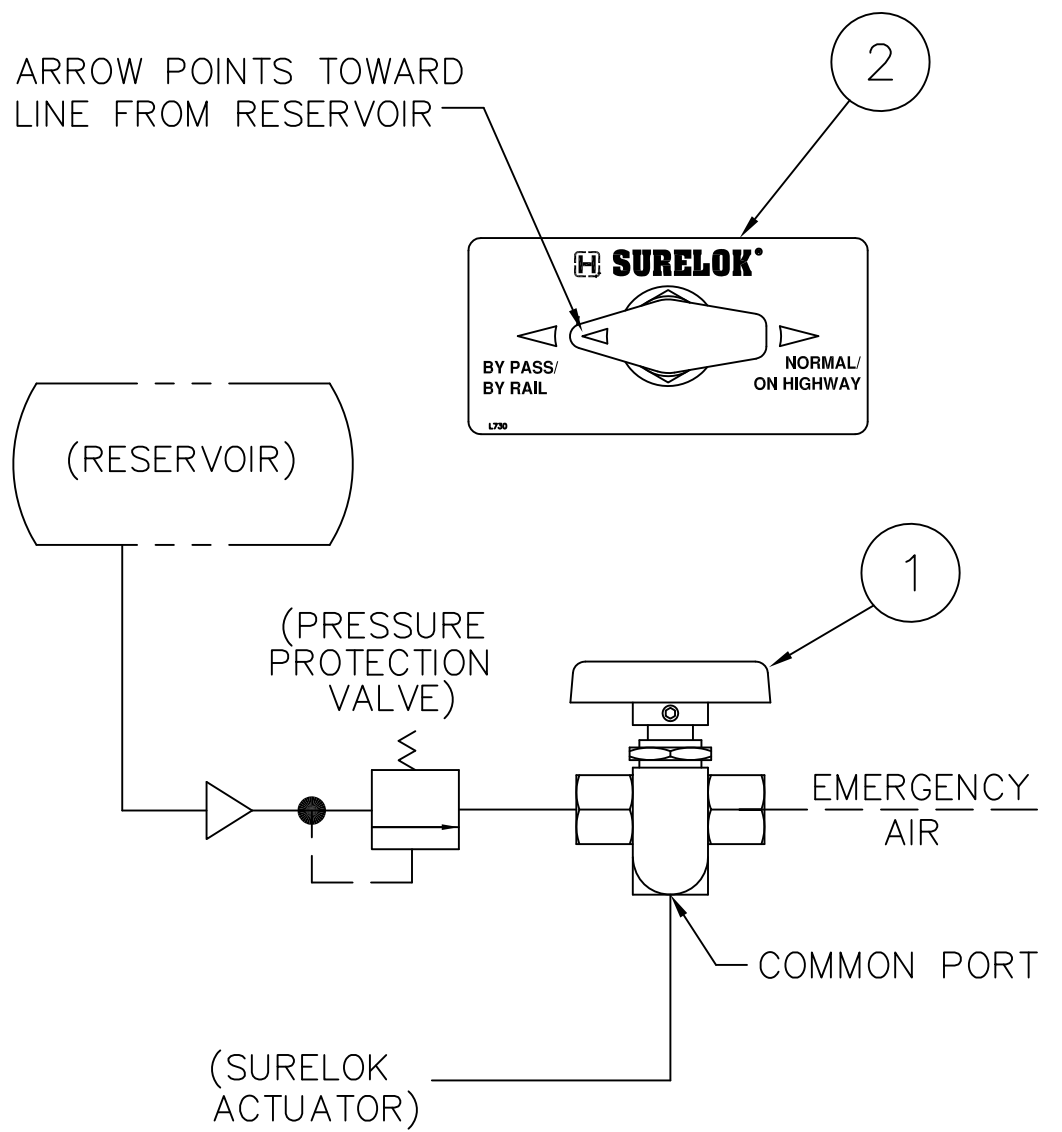 ARROW POINTS TOWARD
LINE FROM RESERVOIR
2
H SURELOK®
BY PASS/
BY RAIL
NORMAL/
ON HIGHWAY
L730
(RESERVOIR)
1
(PRESSURE
PROTECTION
VALVE)
EMERGENCY
AIR
COMMON PORT
(SURELOK
ACTUATOR)